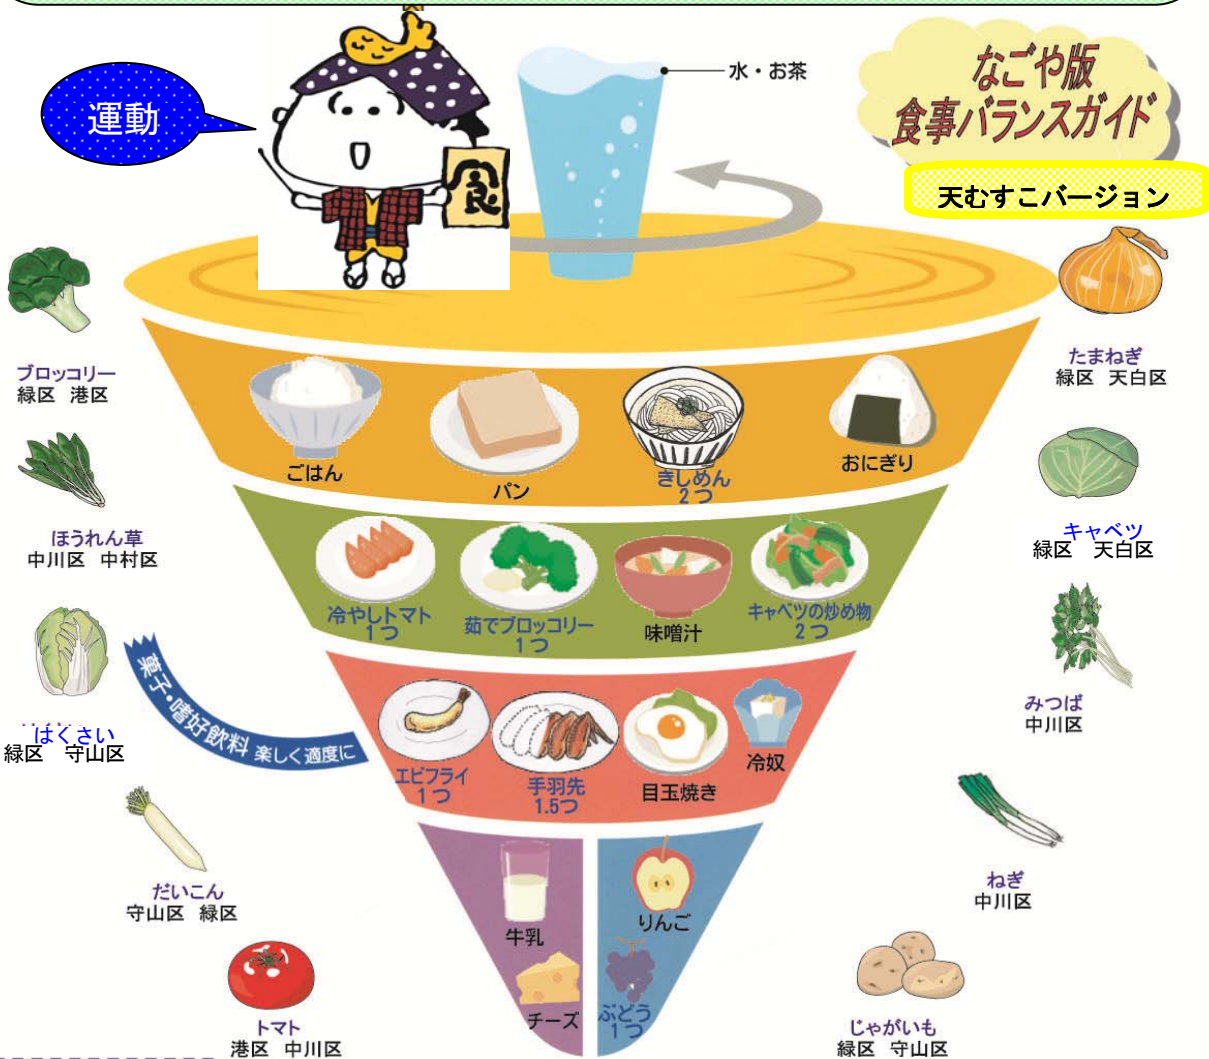 運動
食
水・お茶
なごや版
食事バランスガイド
天むすこバージョン
ブロッコリー
緑区 港区
ほうれん草
中川区 中村区
はくさい
緑区 守山区
だいこん
守山区 緑区
トマト
港区 中川区
ごはん
パン
きしめん
2つ
おにぎり
冷やしトマト
1つ
茹でブロッコリー
1つ
味噌汁
キャベツの炒め物
2つ
菓子・嗜好飲料 楽しく適度に
エビフライ
1つ
手羽先
1.5つ
目玉焼き
冷奴
牛乳
チーズ
りんご
ぶどう
1つ
たまねぎ
緑区 天白区
キャベツ
緑区 天白区
みつば
中川区
ねぎ
中川区
じゃがいも
緑区 守山区